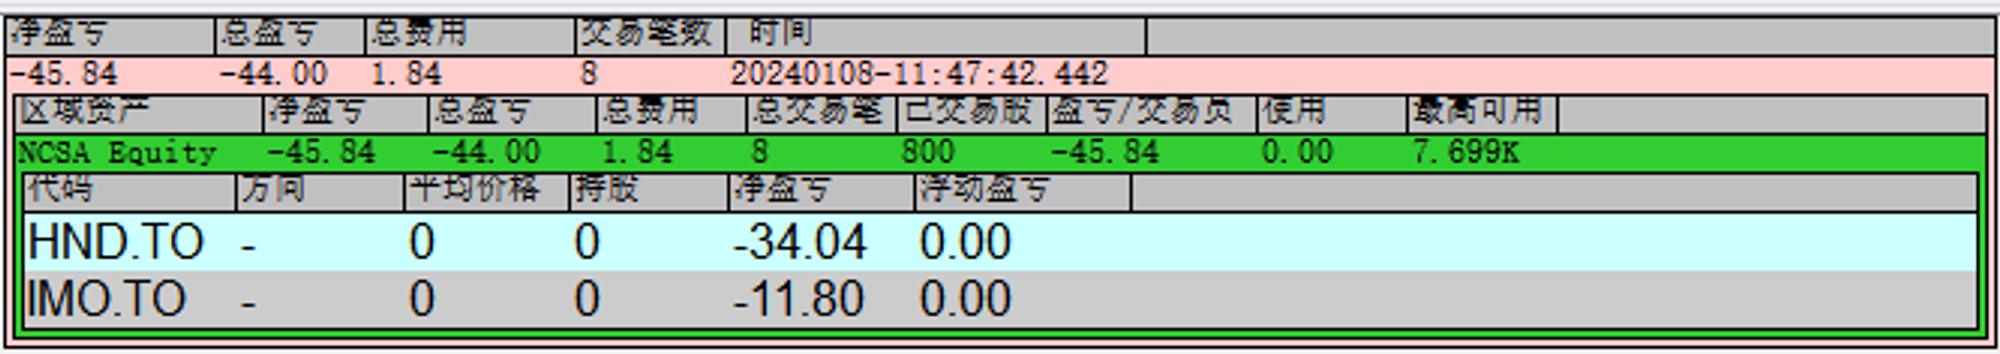 净盈亏 总盈亏 总费用 交易笔数 时间
-45.84 -44.00 1.84 8 20240108-11:47:42.442
区域资产 净盈亏 总盈亏 总费用 总交易笔 已交易股 盈亏/交易员 使用 最高可用
NCSA Equity -45.84 -44.00 1.84 8 800 -45.84 0.00 7.699K
代码 方向 平均价格 持股 净盈亏 浮动盈亏
HND.TO - 0 0 -34.04 0.00
IMO.TO - 0 0 -11.80 0.00